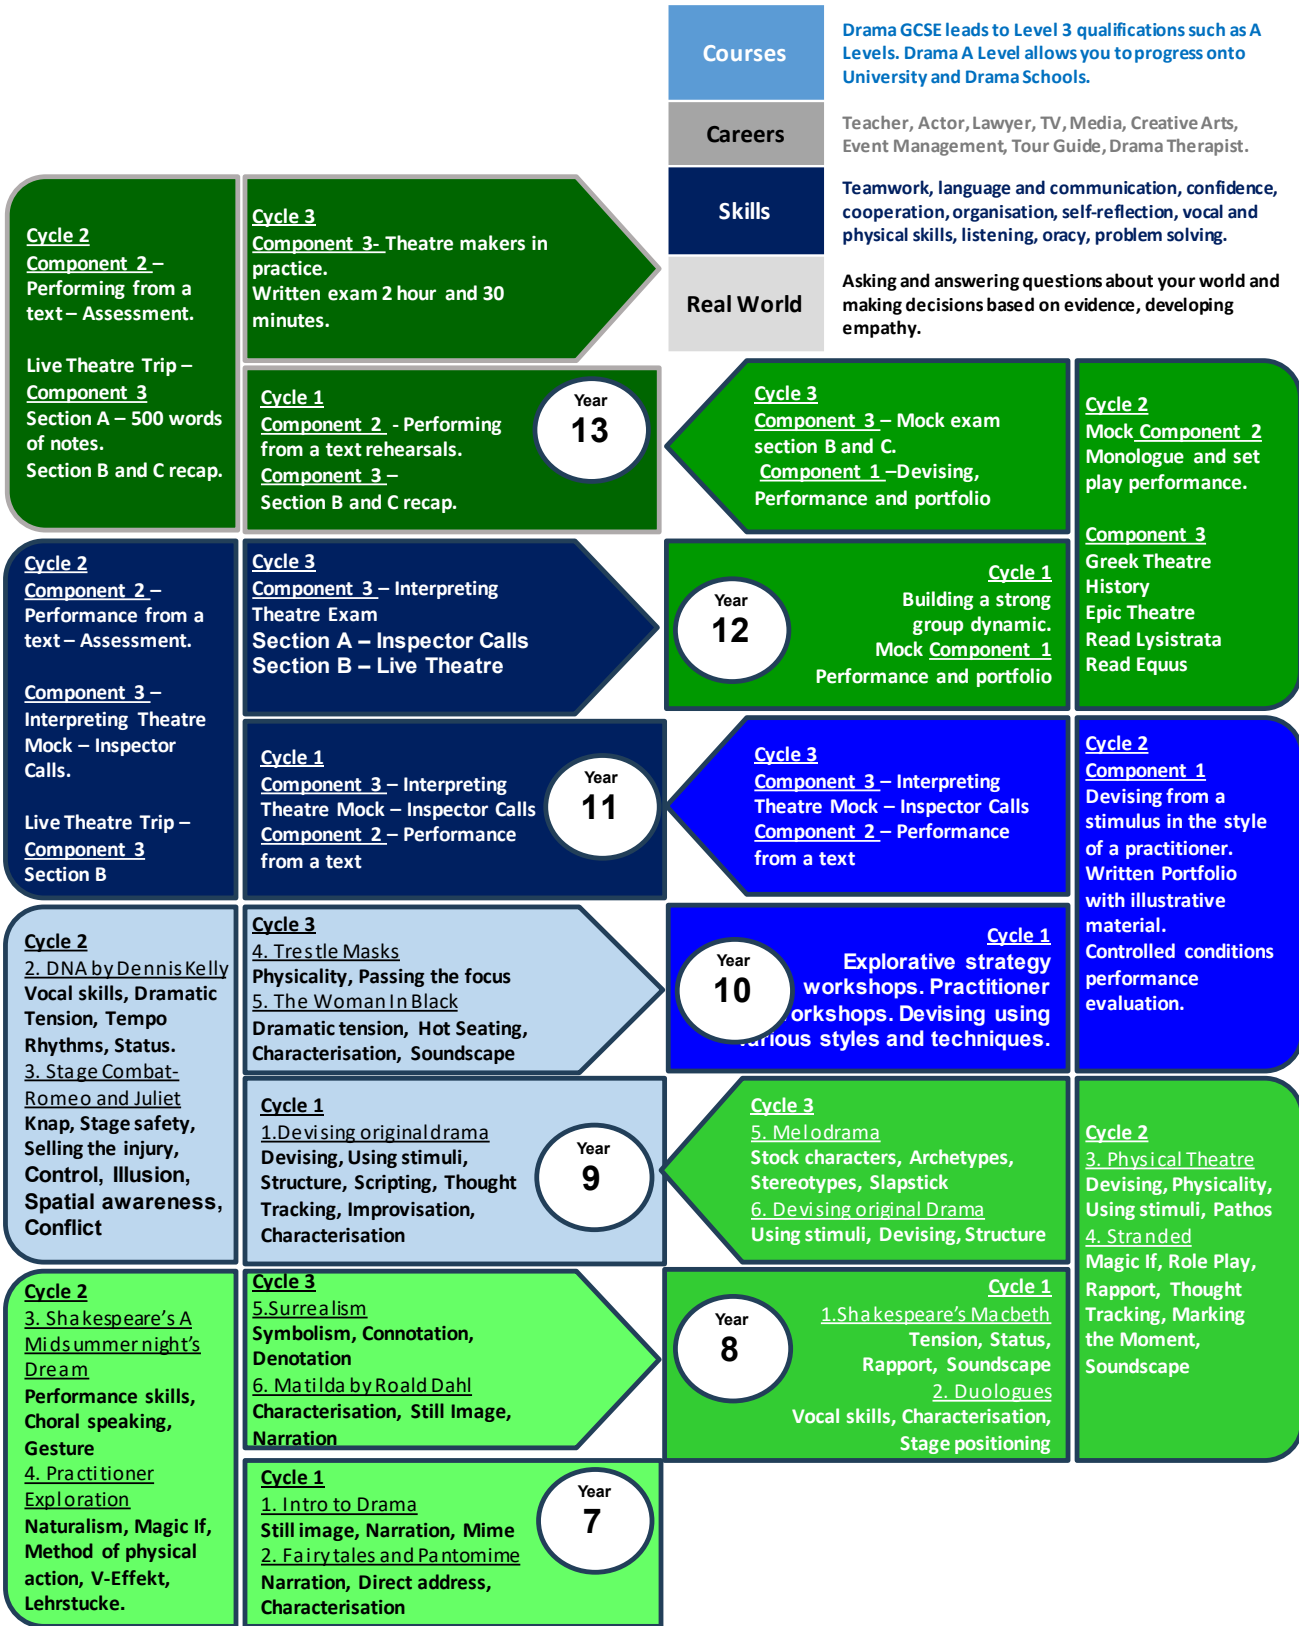 Courses
Drama GCSE leads to Level 3 qualifications such as A
Levels. Drama A Level allows you to progress onto
University and Drama Schools.
Careers
Teacher, Actor, Lawyer, TV, Media, Creative Arts,
Event Management, Tour Guide, Drama Therapist.
Skills
Teamwork, language and communication, confidence,
cooperation, organisation, self-reflection, vocal and
physical skills, listening, oracy, problem solving.
Real World
Asking and answering questions about your world and
making decisions based on evidence, developing
empathy.
Cycle 2
Component 2 –
Performing from a
text – Assessment.
Live Theatre Trip –
Component 3
Section A – 500 words
of notes.
Section B and C recap.
Cycle 3
Component 3- Theatre makers in
practice.
Written exam 2 hour and 30
minutes.
Cycle 1
Component 2 - Performing
from a text rehearsals.
Component 3 –
Section B and C recap.
Year
13
Cycle 3
Component 3 – Mock exam
section B and C.
Component 1 –Devising,
Performance and portfolio
Cycle 2
Mock Component 2
Monologue and set
play performance.
Component 3
Greek Theatre
History
Epic Theatre
Read Lysistrata
Read Equus
Cycle 1
Building a strong
group dynamic.
Mock Component 1
Performance and portfolio
Year
12
Cycle 2
Component 2 –
Performance from a
text – Assessment.
Component 3 –
Interpreting Theatre
Mock – Inspector
Calls.
Live Theatre Trip –
Component 3
Section B
Cycle 3
Component 3 – Interpreting
Theatre Exam
Section A – Inspector Calls
Section B – Live Theatre
Cycle 1
Component 3 – Interpreting
Theatre Mock – Inspector Calls
Component 2 – Performance
from a text
Year
11
Cycle 3
Component 3 – Interpreting
Theatre Mock – Inspector Calls
Component 2 – Performance
from a text
Cycle 2
Component 1
Devising from a
stimulus in the style
of a practitioner.
Written Portfolio
with illustrative
material.
Controlled conditions
performance
evaluation.
Cycle 1
Explorative strategy
workshops. Practitioner
workshops. Devising using
various styles and techniques.
Year
10
Cycle 2
2. DNA by Dennis Kelly
Vocal skills, Dramatic
Tension, Tempo
Rhythms, Status.
3. Stage Combat-
Romeo and Juliet
Knap, Stage safety,
Selling the injury,
Control, Illusion,
Spatial awareness,
Conflict
Cycle 3
4. Trestle Masks
Physicality, Passing the focus
5. The Woman In Black
Dramatic tension, Hot Seating,
Characterisation, Soundscape
Cycle 1
1.Devising original drama
Devising, Using stimuli,
Structure, Scripting, Thought
Tracking, Improvisation,
Characterisation
Year
9
Cycle 3
5. Melodrama
Stock characters, Archetypes,
Stereotypes, Slapstick
6. Devising original Drama
Using stimuli, Devising, Structure
Cycle 2
3. Physical Theatre
Devising, Physicality,
Using stimuli, Pathos
4. Stranded
Magic If, Role Play,
Rapport, Thought
Tracking, Marking
the Moment,
Soundscape
Cycle 1
1.Shakespeare's Macbeth
Tension, Status,
Rapport, Soundscape
2. Duologues
Vocal skills, Characterisation,
Stage positioning
Year
8
Cycle 2
3. Shakespeare's A
Midsummer night's
Dream
Performance skills,
Choral speaking,
Gesture
4. Practitioner
Exploration
Naturalism, Magic If,
Method of physical
action, V-Effekt,
Lehrstucke.
Cycle 3
5.Surrealism
Symbolism, Connotation,
Denotation
6. Matilda by Roald Dahl
Characterisation, Still Image,
Narration
Cycle 1
1. Intro to Drama
Still image, Narration, Mime
2. Fairytales and Pantomime
Narration, Direct address,
Characterisation
Year
7